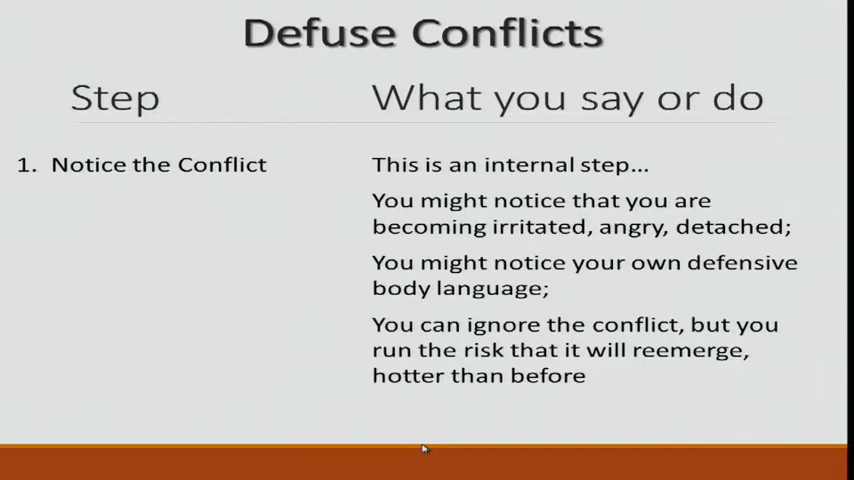 Defuse Conflicts
Step
What you say or do
1. Notice the Conflict
This is an internal step...
You might notice that you are
becoming irritated, angry, detached;
You might notice your own defensive
body language;
You can ignore the conflict, but you
run the risk that it will reemerge,
hotter than before